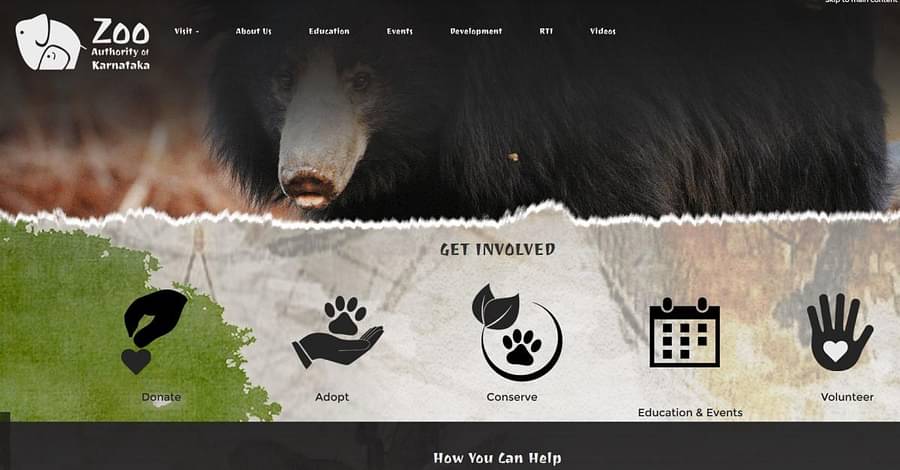 Skip to main content
Zoo
Authority of
Karnataka
Visit
About Us
Education
Events
Development
RTI
Videos
GET INVOLVED
Donate
Adopt
Conserve
Education & Events
Volunteer
How You Can Help